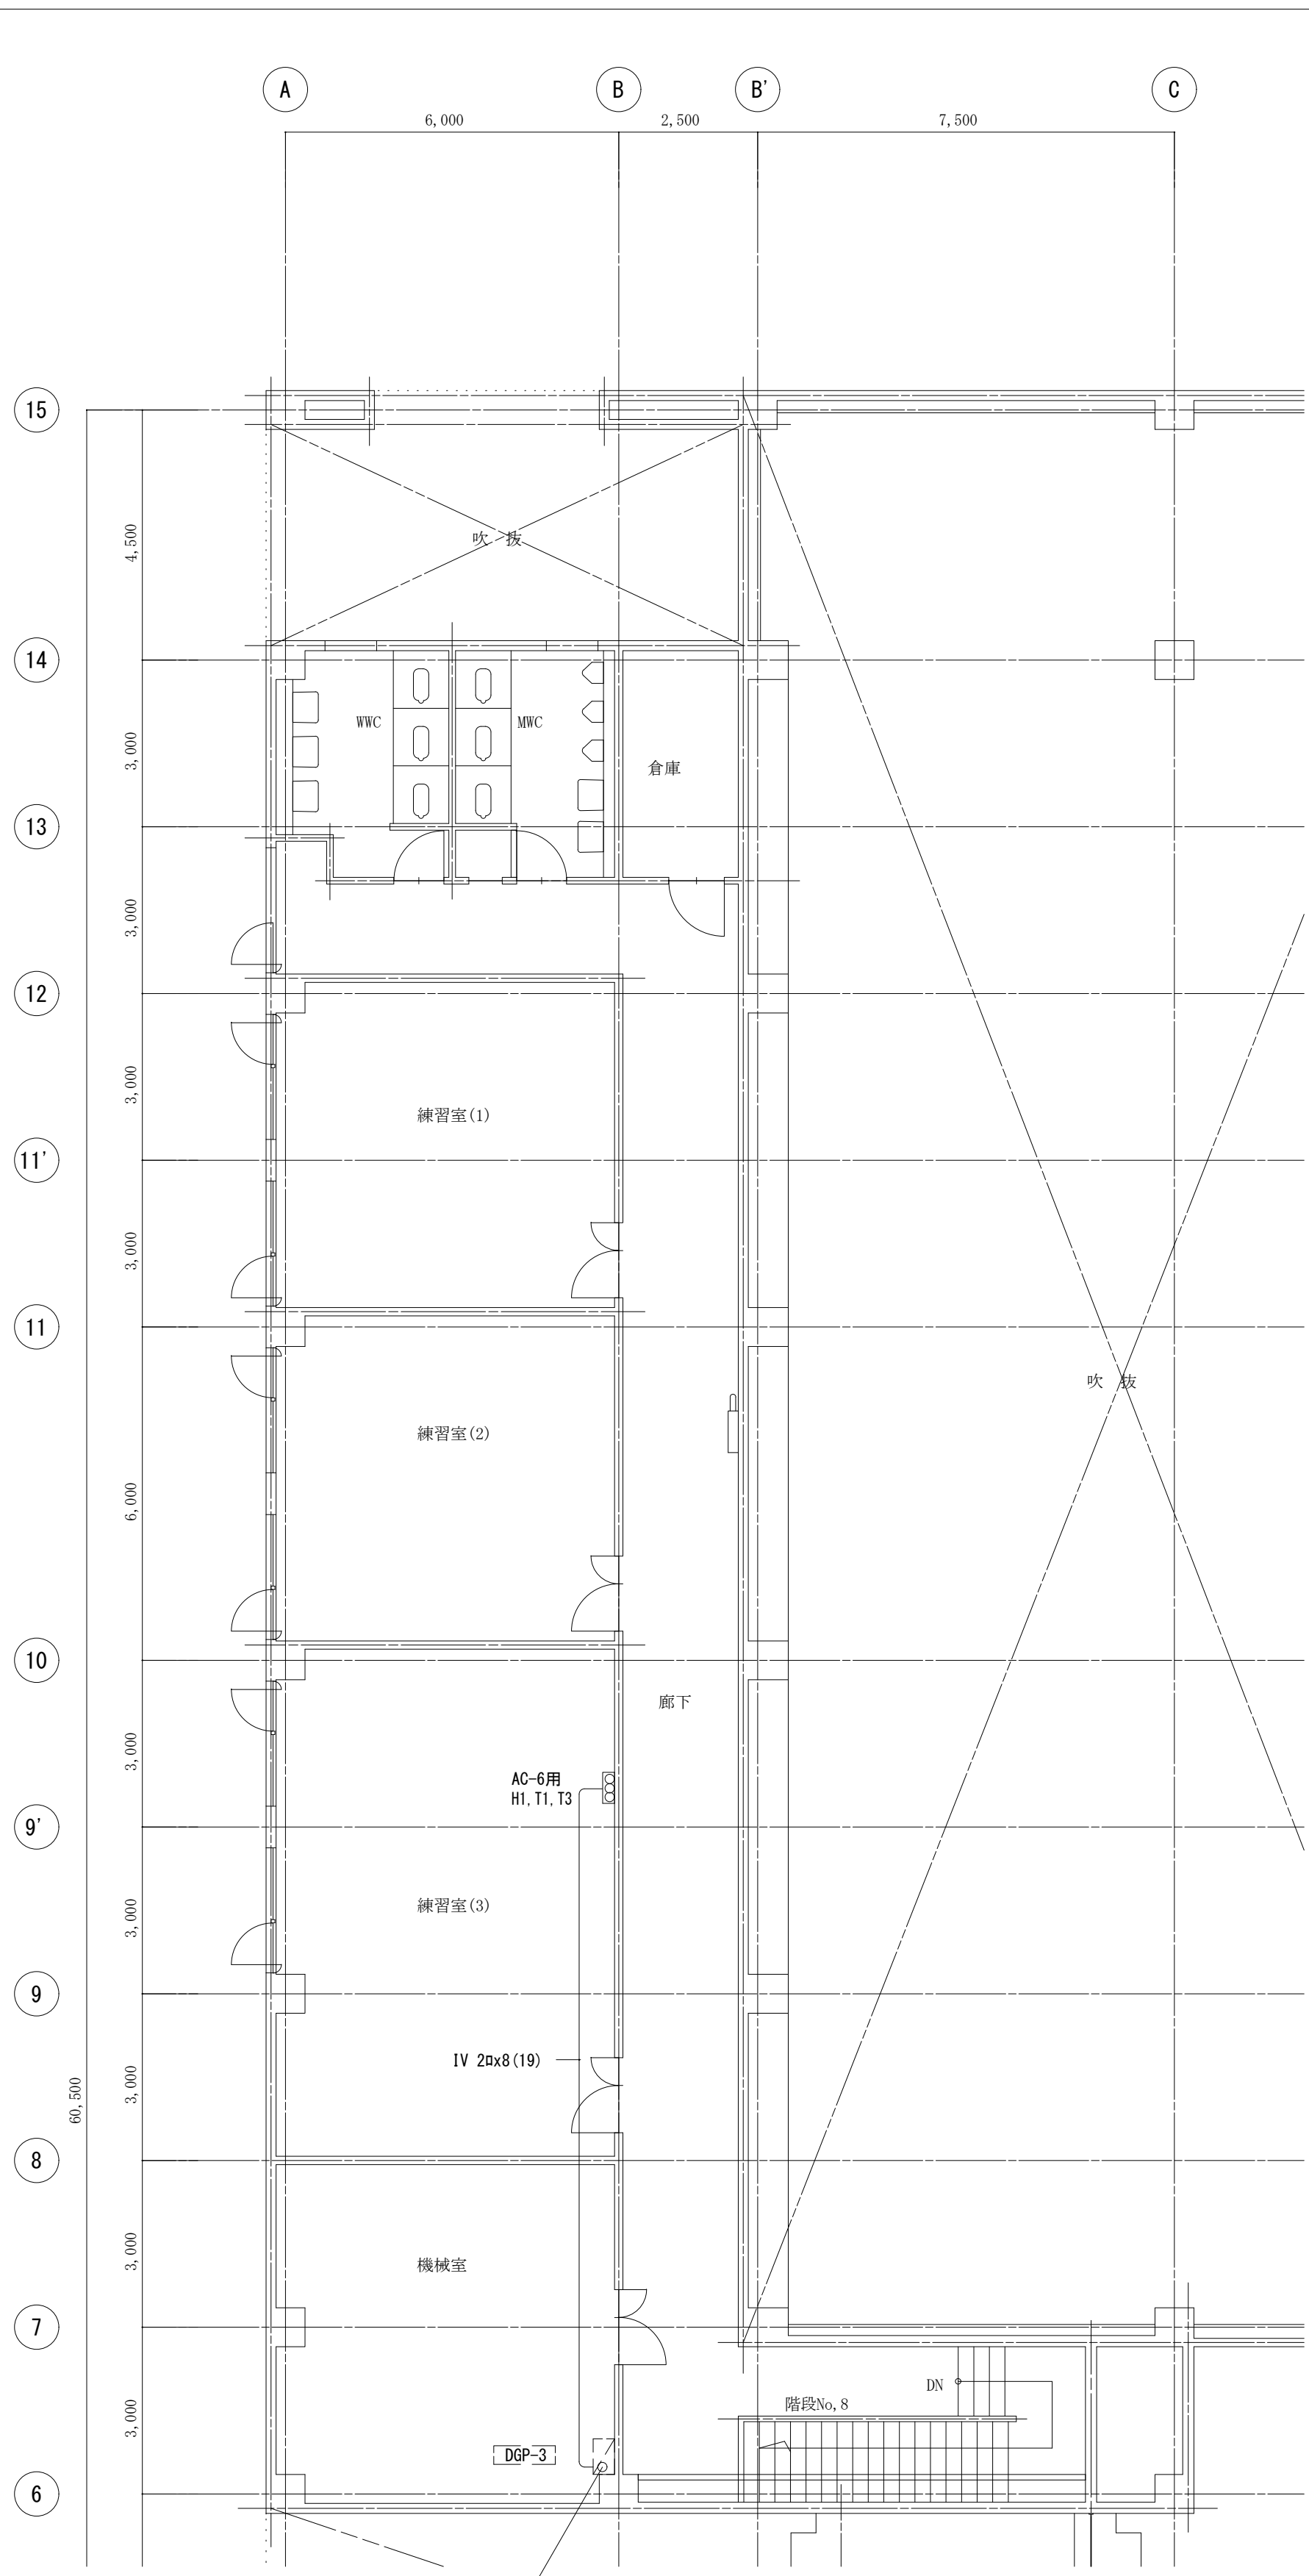 A
B
B'
C
6,000
2,500
7,500
15
4,500
吹 抜
14
WWC
MWC
3,000
倉庫
13
3,000
12
3,000
練習室(1)
11'
3,000
11
吹 抜
練習室(2)
6,000
10
廊下
3,000
AC-6用
H1,T1,T3
9'
練習室(3)
3,000
9
IV 2□x8(19)
3,000
60,500
8
3,000
機械室
7
DN
階段No,8
3,000
DGP-3
6